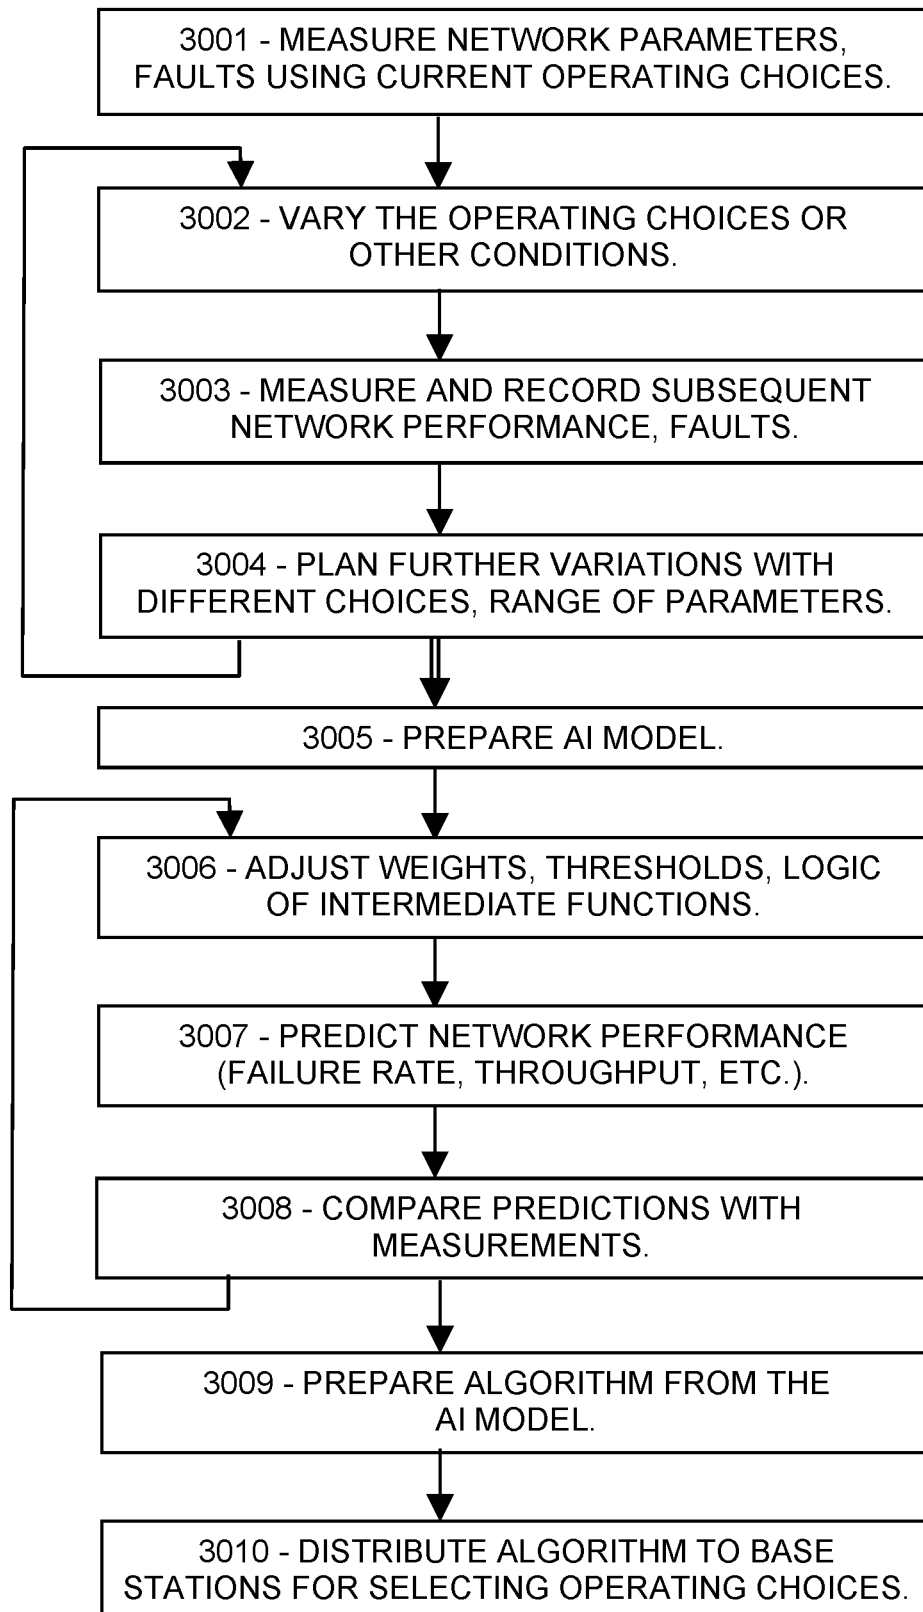 3001 - MEASURE NETWORK PARAMETERS,
FAULTS USING CURRENT OPERATING CHOICES.
3002 - VARY THE OPERATING CHOICES OR
OTHER CONDITIONS.
3003 - MEASURE AND RECORD SUBSEQUENT
NETWORK PERFORMANCE, FAULTS.
3004 - PLAN FURTHER VARIATIONS WITH
DIFFERENT CHOICES, RANGE OF PARAMETERS.
3005 - PREPARE AI MODEL.
3006 - ADJUST WEIGHTS, THRESHOLDS, LOGIC
OF INTERMEDIATE FUNCTIONS.
3007 - PREDICT NETWORK PERFORMANCE
(FAILURE RATE, THROUGHPUT, ETC.).
3008 - COMPARE PREDICTIONS WITH
MEASUREMENTS.
3009 - PREPARE ALGORITHM FROM THE
AI MODEL.
3010 - DISTRIBUTE ALGORITHM TO BASE
STATIONS FOR SELECTING OPERATING CHOICES.